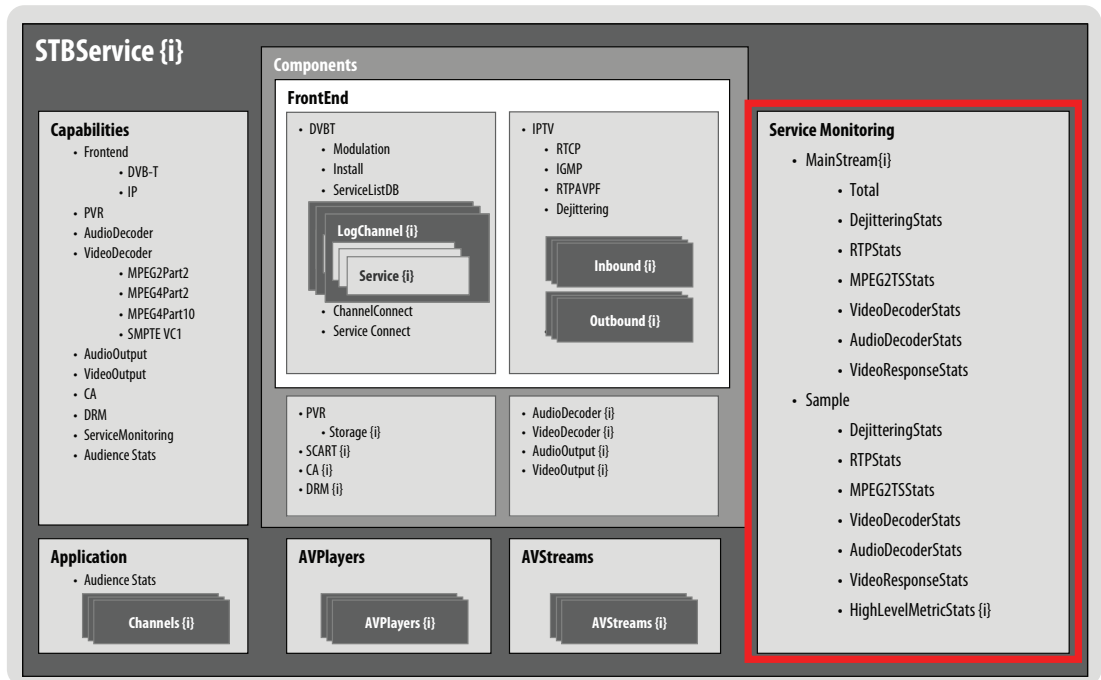 STBService {i}
Capabilities
• Frontend
• DVB-T
• IP
• PVR
• AudioDecoder
• VideoDecoder
• MPEG2Part2
• MPEG4Part2
• MPEG4Part10
• SMPTE VC1
• AudioOutput
• VideoOutput
• CA
• DRM
• ServiceMonitoring
• Audience Stats
Components
FrontEnd
• DVBT
• Modulation
• Install
• ServiceListDB
LogChannel {i}
Service {i}
• ChannelConnect
• Service Connect
• IPTV
• RTCP
• IGMP
• RTPAVPF
• Dejittering
Inbound {i}
Outbound {i}
• PVR
• Storage {i}
• SCART {i}
• CA {i}
• DRM {i}
• AudioDecoder {i}
• VideoDecoder {i}
• AudioOutput {i}
• VideoOutput {i}
Service Monitoring
• MainStream{i}
• Total
• DejitteringStats
• RTPStats
• MPEG2TSStats
• VideoDecoderStats
• AudioDecoderStats
• VideoResponseStats
• Sample
• DejitteringStats
• RTPStats
• MPEG2TSStats
• VideoDecoderStats
• AudioDecoderStats
• VideoResponseStats
• HighLevelMetricStats {i}
Application
• Audience Stats
Channels {i}
AVPlayers
AVPlayers {i}
AVStreams
AVStreams {i}